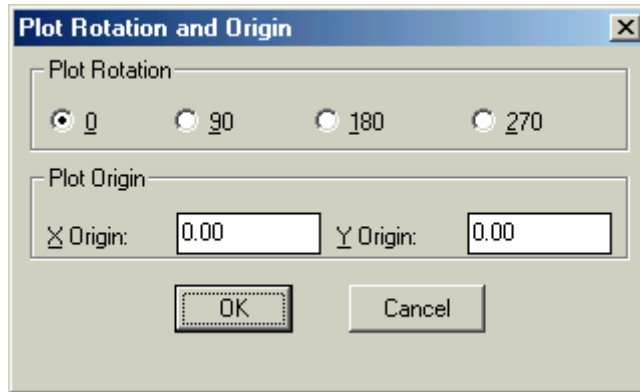 Plot Rotation and Origin
Plot Rotation
0 90 180 270
Plot Origin
X Origin: 0.00 Y Origin: 0.00
OK Cancel